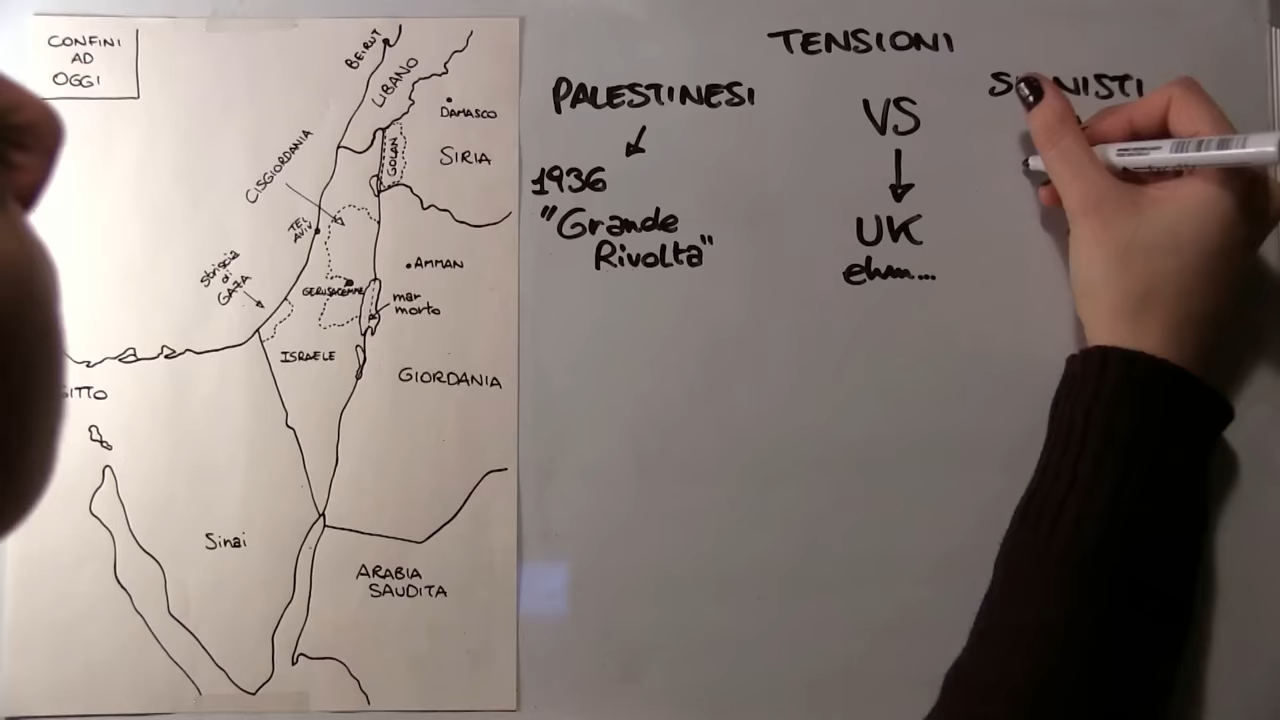 CONFINI
AD
OGGI
BEIRUT
LIBANO
DAMASCO
SIRIA
GOLAN
CISGIORDANIA
TEL
AVIV
AMMAN
striscia
di
GAZA
GERUSALEMME
mar
morto
ISRAELE
GIORDANIA
Sinai
ARABIA
SAUDITA
TENSIONI
PALESTINESI
VS
1936
"Grande
Rivolta"
UK
ehm...